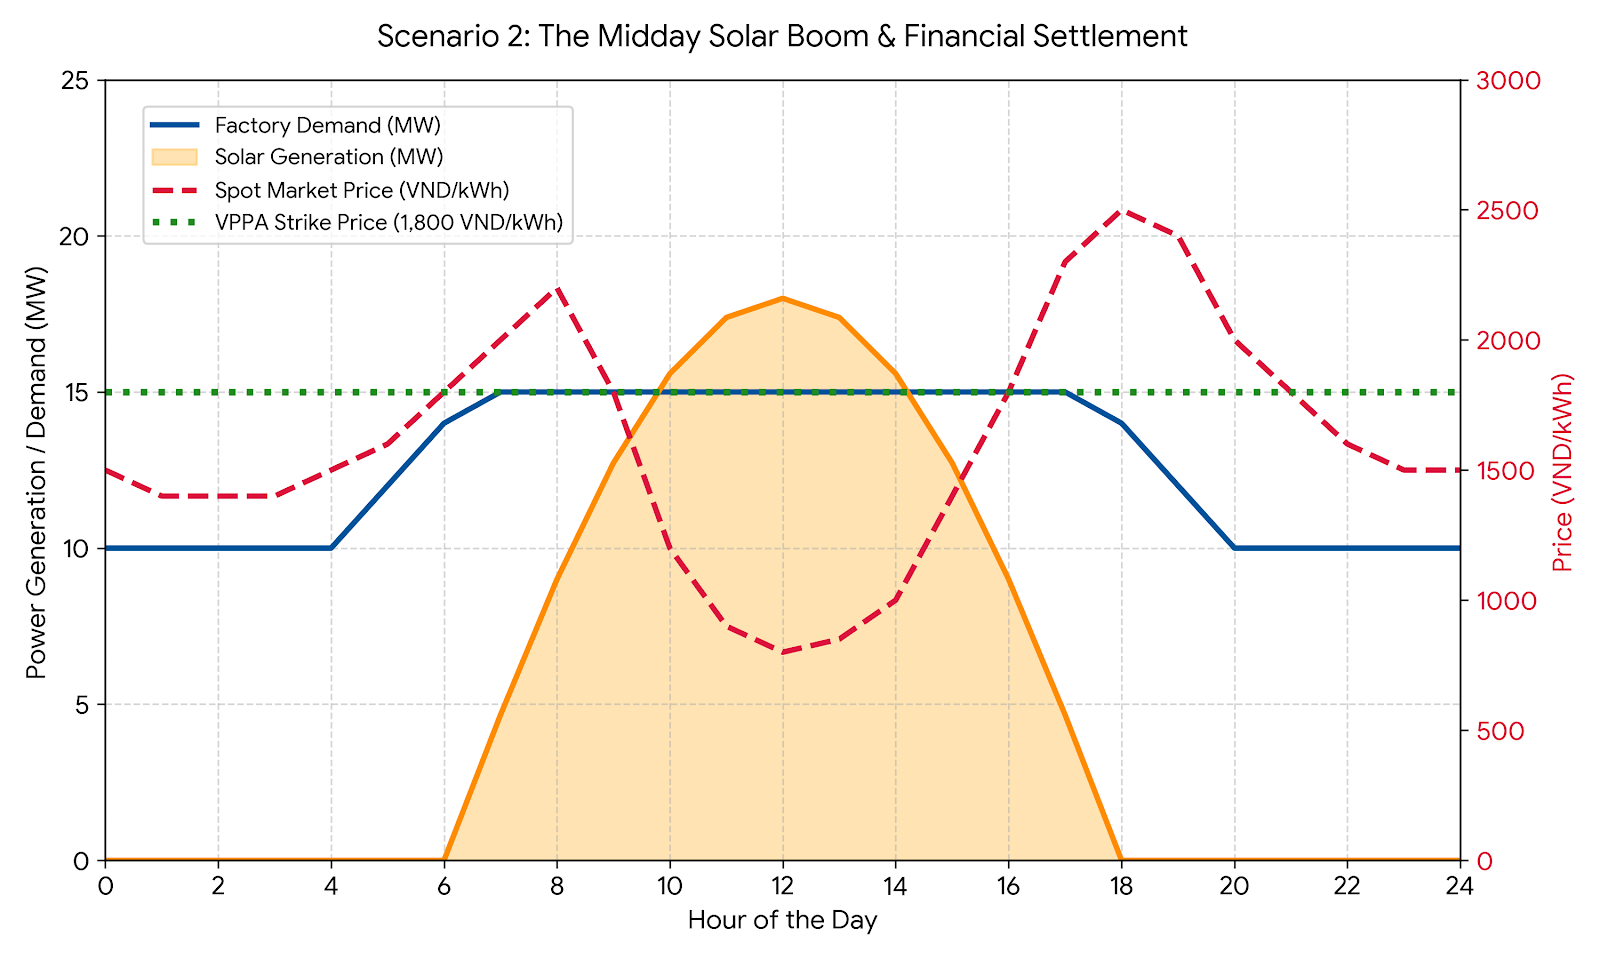 Scenario 2: The Midday Solar Boom & Financial Settlement
Factory Demand (MW)
Solar Generation (MW)
Spot Market Price (VND/kWh)
VPPA Strike Price (1,800 VND/kWh)
Power Generation / Demand (MW)
25
20
15
10
5
0
3000
2500
2000
1500
1000
500
0
Price (VND/kWh)
0 2 4 6 8 10 12 14 16 18 20 22 24
Hour of the Day